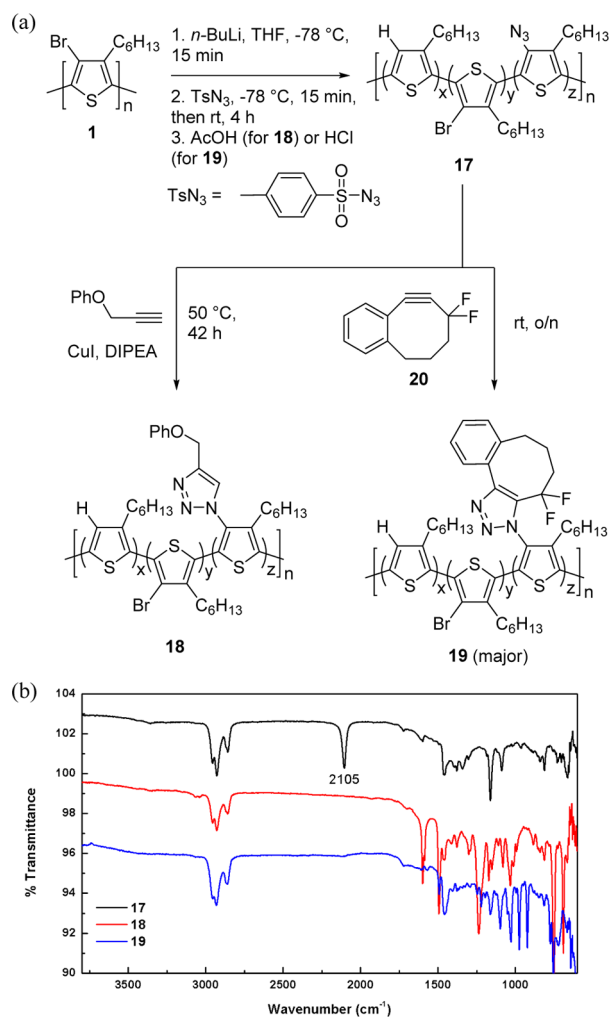 (a)
Br
C6H13
S
n
1
1. n-BuLi, THF, -78 °C,
15 min
2. TsN3, -78 °C, 15 min,
then rt, 4 h
3. AcOH (for 18) or HCl
(for 19)
TsN3 =
O
S
N3
O
H
C6H13
S
x
S
y
Br
C6H13
N3
C6H13
S
z
n
17
PhO
CuI, DIPEA
50 °C,
42 h
F
F
20
rt, o/n
PhO
N
N
N
H
C6H13
S
x
S
y
Br
C6H13
C6H13
S
z
n
18
F
F
N
N
N
H
C6H13
S
x
S
y
Br
C6H13
C6H13
S
z
n
19 (major)
(b)
% Transmittance
104
102
100
98
96
94
92
90
2105
17
18
19
3500 3000 2500 2000 1500 1000
Wavenumber (cm-1)